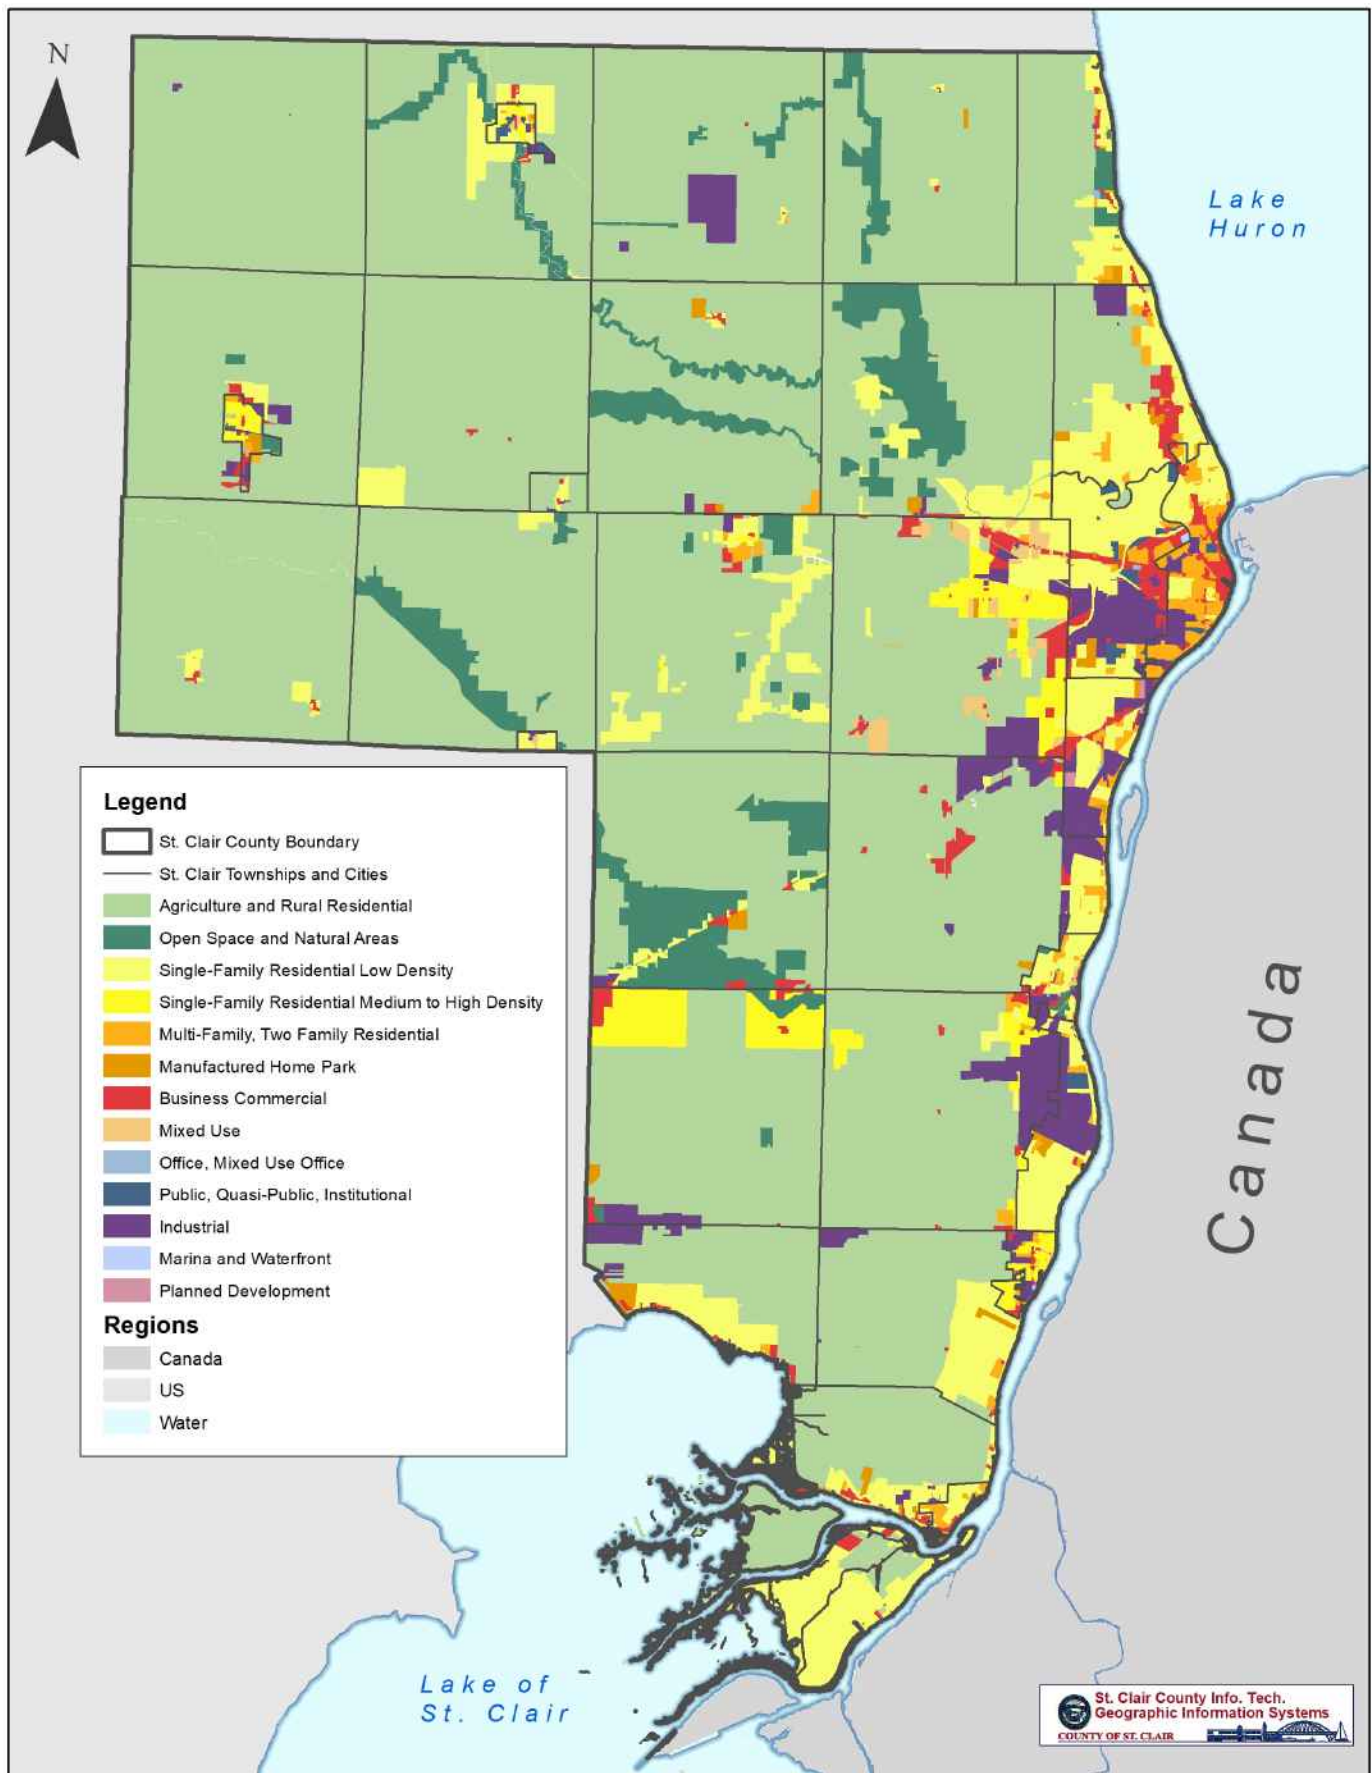 N
Lake
Huron
Legend
St. Clair County Boundary
St. Clair Townships and Cities
Agriculture and Rural Residential
Open Space and Natural Areas
Single-Family Residential Low Density
Single-Family Residential Medium to High Density
Multi-Family, Two Family Residential
Manufactured Home Park
Business Commercial
Mixed Use
Office, Mixed Use Office
Public, Quasi-Public, Institutional
Industrial
Marina and Waterfront
Planned Development
Regions
Canada
US
Water
Canada
Lake of
St. Clair
St. Clair County Info. Tech.
Geographic Information Systems
COUNTY OF ST. CLAIR